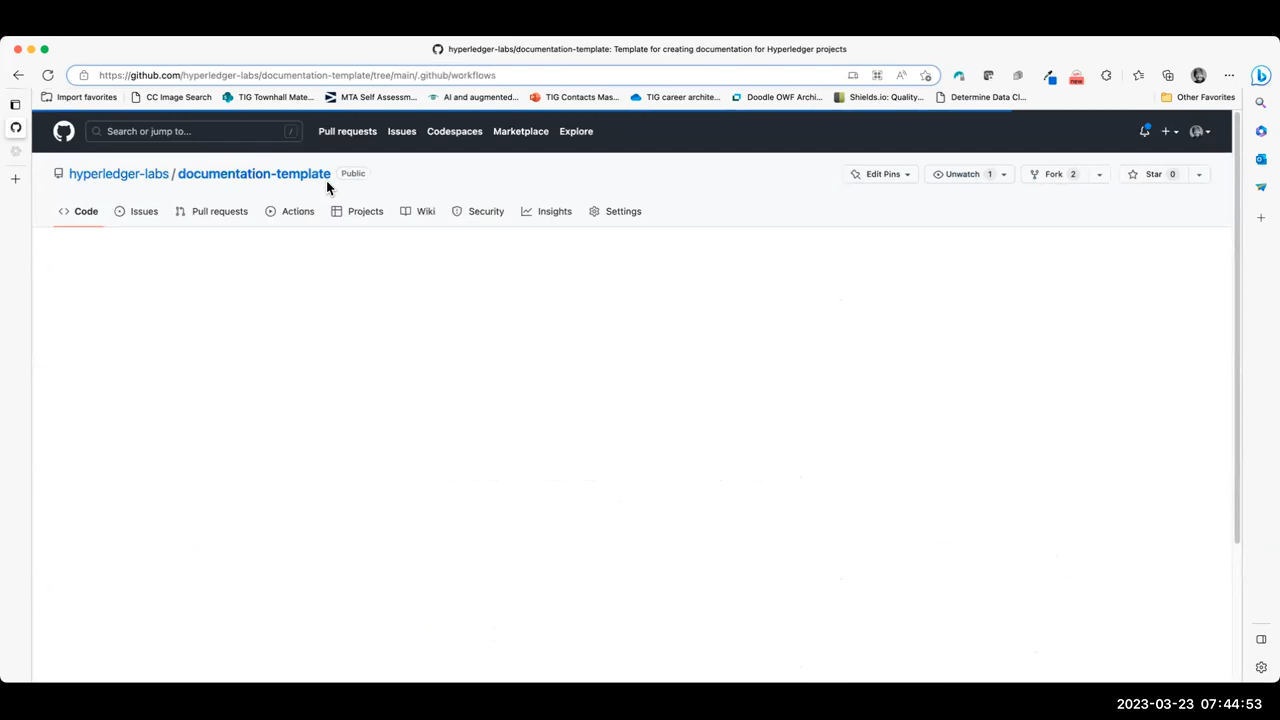 hyperledger-labs/documentation-template: Template for creating documentation for Hyperledger projects
https://github.com/hyperledger-labs/documentation-template/tree/main/.github/workflows
Import favorites CC Image Search TIG Townhall Mate... MTA Self Assessm... AI and augmented... TIG Contacts Mas... TIG career archite... Doodle OWF Archi... Shields.io: Quality... Determine Data Cl... Other Favorites
Search or jump to... / Pull requests Issues Codespaces Marketplace Explore
hyperledger-labs / documentation-template Public Edit Pins Unwatch 1 Fork 2 Star 0
Code Issues Pull requests Actions Projects Wiki Security Insights Settings
2023-03-23 07:44:53